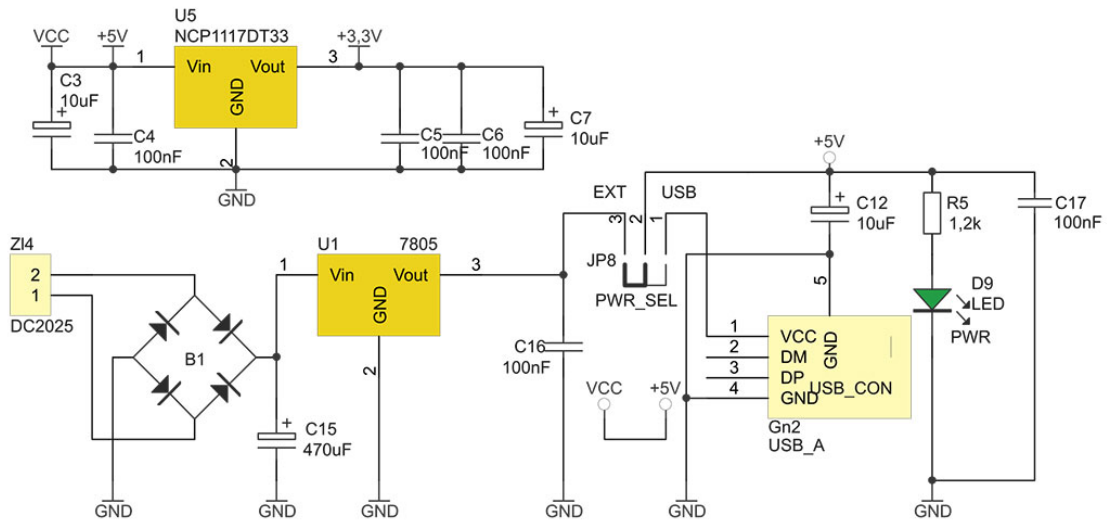 U5
NCP1117DT33
VCC
+5V
+3,3V
1
Vin
Vout
3
GND
2
C3
10uF
+
C4
100nF
C5
100nF
C6
100nF
+
C7
10uF
GND
ZI4
2
1
DC2025
B1
GND
U1
7805
1
Vin
Vout
3
GND
2
+
C15
470uF
GND
GND
C16
100nF
GND
EXT
USB
3
2
1
JP8
PWR_SEL
VCC
+5V
+5V
+
C12
10uF
R5
1,2k
C17
100nF
D9
LED
PWR
5
1
VCC
2
DM
3
DP
4
GND
GND
USB_CON
Gn2
USB_A
GND
GND